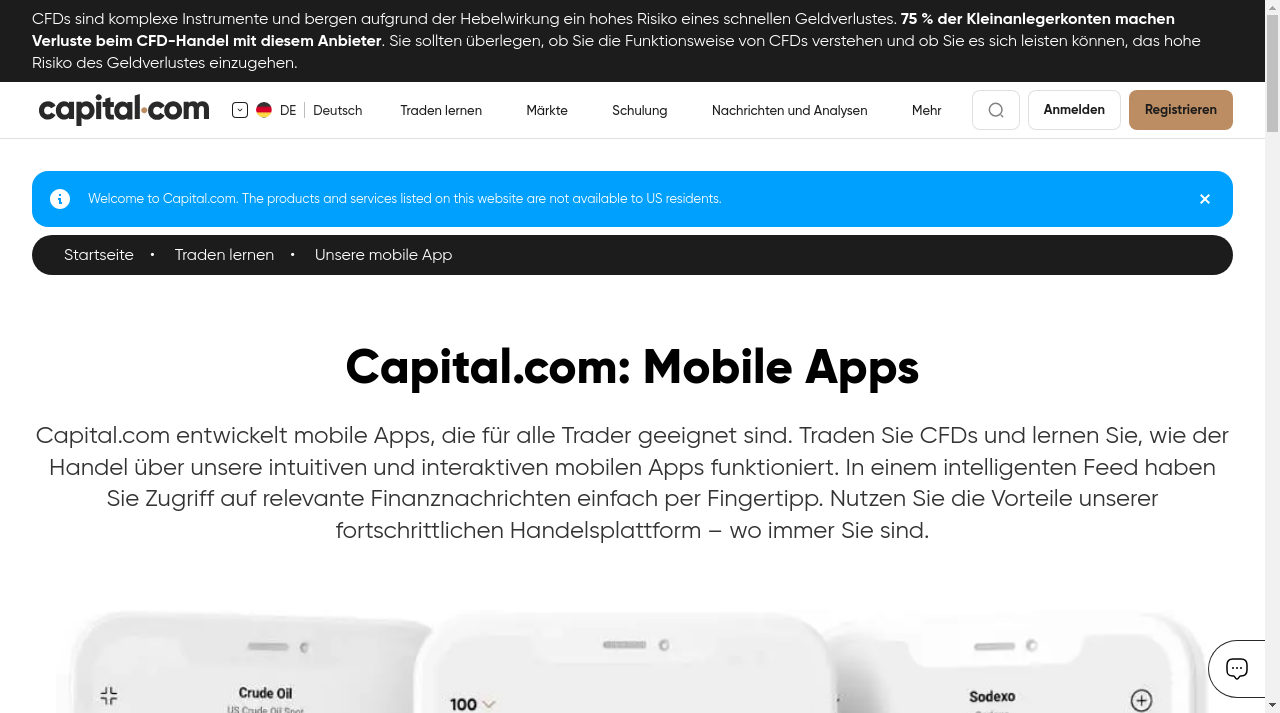 CFDs sind komplexe Instrumente und bergen aufgrund der Hebelwirkung ein hohes Risiko eines schnellen Geldverlustes. 75 % der Kleinanlegerkonten machen
Verluste beim CFD-Handel mit diesem Anbieter. Sie sollten überlegen, ob Sie die Funktionsweise von CFDs verstehen und ob Sie es sich leisten können, das hohe
Risiko des Geldverlustes einzugehen.
capital.com DE Deutsch Traden lernen Märkte Schulung Nachrichten und Analysen Mehr Anmelden Registrieren
Welcome to Capital.com. The products and services listed on this website are not available to US residents.
Startseite • Traden lernen • Unsere mobile App
Capital.com: Mobile Apps
Capital.com entwickelt mobile Apps, die für alle Trader geeignet sind. Traden Sie CFDs und lernen Sie, wie der
Handel über unsere intuitiven und interaktiven mobilen Apps funktioniert. In einem intelligenten Feed haben
Sie Zugriff auf relevante Finanznachrichten einfach per Fingertipp. Nutzen Sie die Vorteile unserer
fortschrittlichen Handelsplattform – wo immer Sie sind.
Crude Oil
US Crude Oil Spot
100
Sodexo